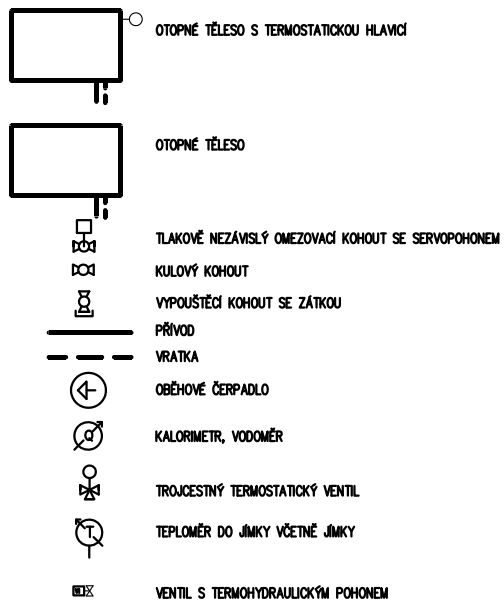 OTOPNÉ TĚLESO S TERMOSTATICKOU HLAVICÍ
OTOPNÉ TĚLESO
TLAKOVĚ NEZÁVISLÝ OMEZOVACÍ KOHOUT SE SERVOPOHONEM
KULOVÝ KOHOUT
VYPOUŠTĚCÍ KOHOUT SE ZÁTKOU
PŘÍVOD
VRATKA
OBĚHOVÉ ČERPADLO
Q KALORIMETR, VODOMĚR
TROJCESTNÝ TERMOSTATICKÝ VENTIL
T TEPLOMĚR DO JÍMKY VČETNĚ JÍMKY
VENTIL S TERMOHYDRAULICKÝM POHONEM